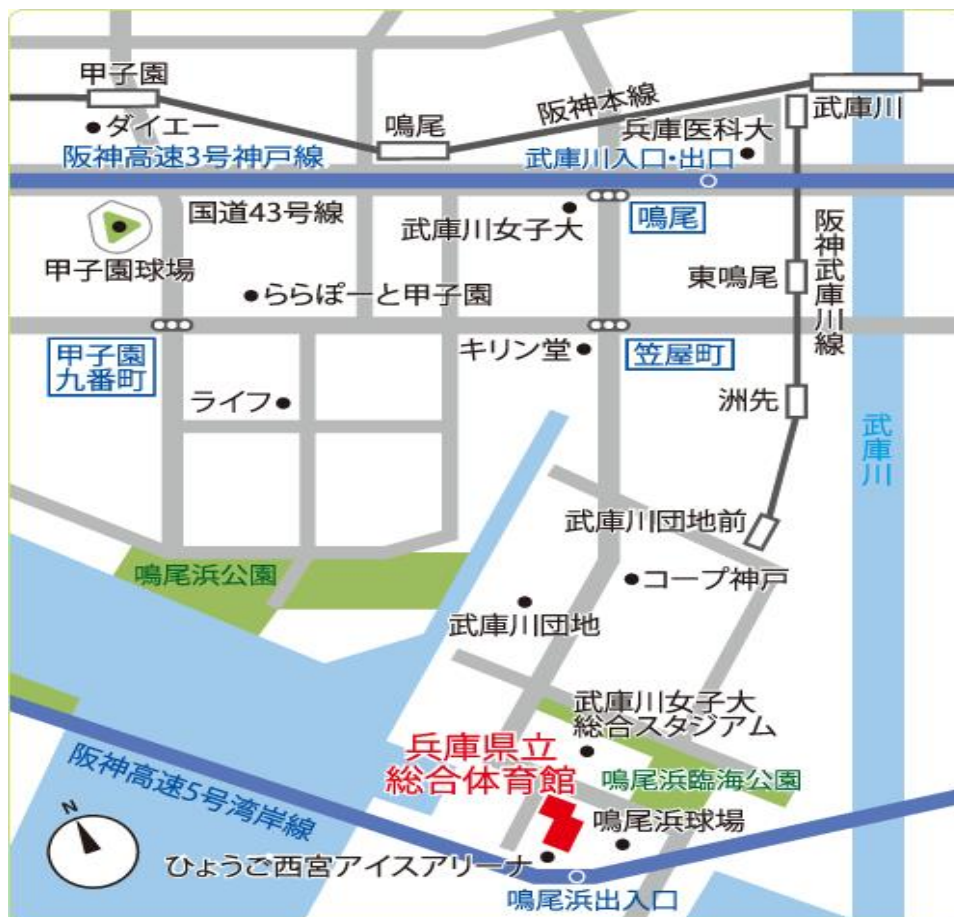 甲子園
ダイエー
阪神高速3号神戸線
鳴尾
阪神本線
武庫川
兵庫医科大
武庫川入口・出口
国道43号線
武庫川女子大
鳴尾
甲子園球場
ららぽーと甲子園
東鳴尾
阪神武庫川線
甲子園
九番町
キリン堂
笠屋町
ライフ
洲先
武庫川
武庫川団地前
鳴尾浜公園
コープ神戸
武庫川団地
武庫川女子大
総合スタジアム
兵庫県立
総合体育館
鳴尾浜臨海公園
阪神高速5号湾岸線
鳴尾浜球場
N
ひょうご西宮アイスアリーナ
鳴尾浜出入口